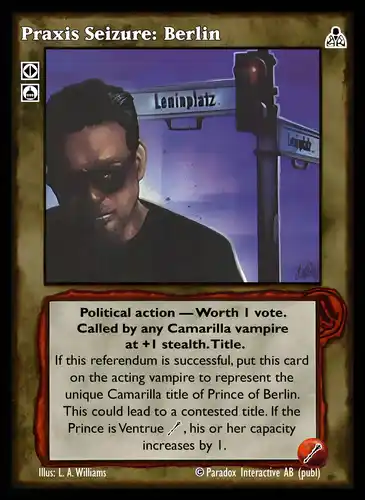 Praxis Seizure: Berlin
Leninplatz
Leninplatz
Political action — Worth 1 vote.
Called by any Camarilla vampire
at +1 stealth. Title.
If this referendum is successful, put this card
on the acting vampire to represent the
unique Camarilla title of Prince of Berlin.
This could lead to a contested title. If the
Prince is Ventrue , his or her capacity
increases by 1.
Illus: L. A. Williams
© Paradox Interactive AB (publ)